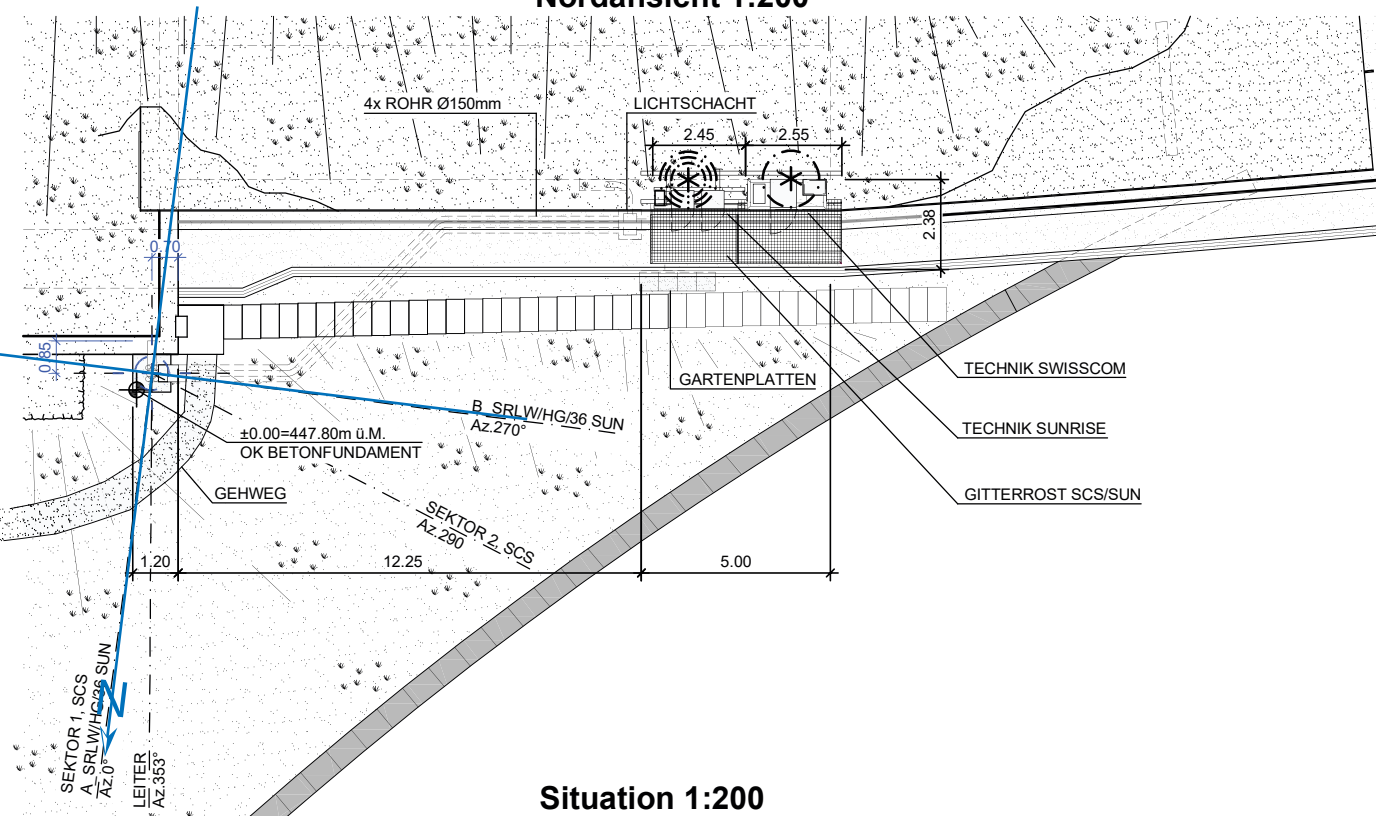 Nordansicht 1:200
4x ROHR Ø150mm
LICHTSCHACHT
2.45
2.55
2.38
0.70
0.85
TECHNIK SWISSCOM
GARTENPLATTEN
B SRLW/HG/36 SUN
Az.270°
TECHNIK SUNRISE
±0.00=447.80m ü.M.
OK BETONFUNDAMENT
GEHWEG
GITTERROST SCS/SUN
SEKTOR 2, SCS
Az.290
1.20
12.25
5.00
SEKTOR 1, SCS
A SRLW/HG/36 SUN
Az.0°
N
LEITER
Az.353°
Situation 1:200